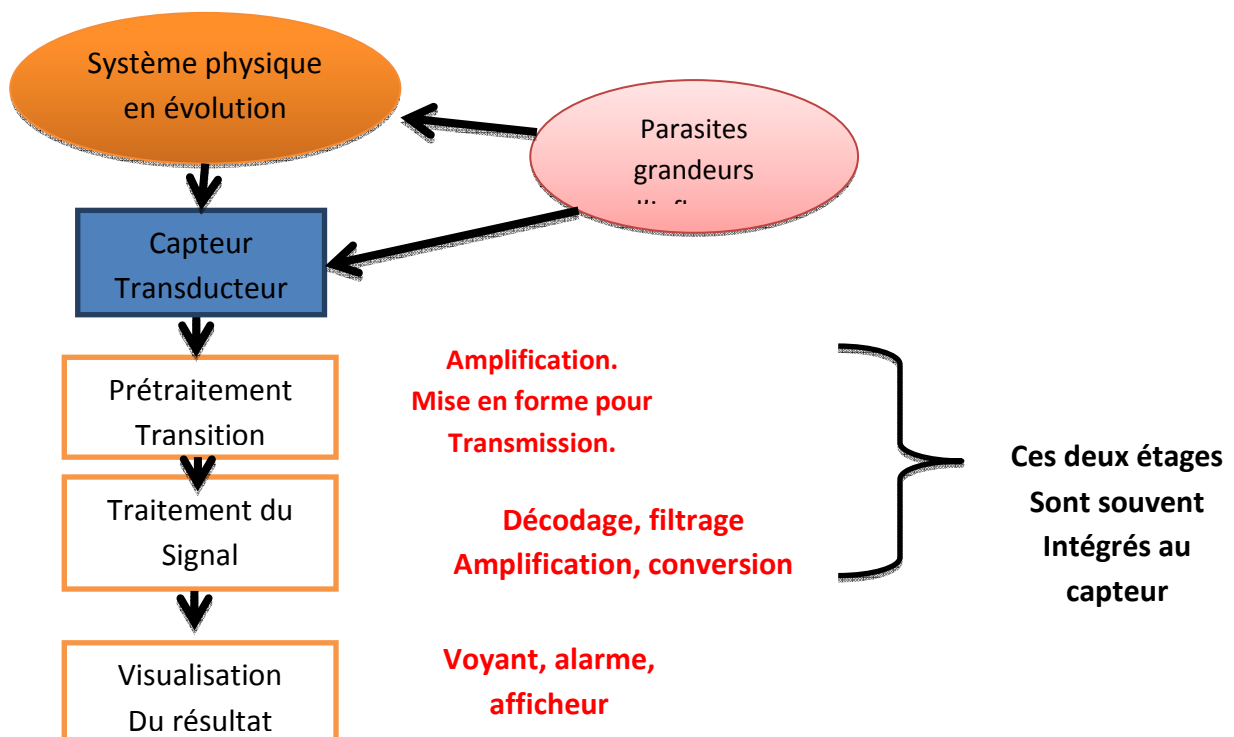 Système physique
en évolution
Parasites
grandeurs
Capteur
Transducteur
Prétraitement
Transition
Amplification.
Mise en forme pour
Transmission.
Traitement du
Signal
Décodage, filtrage
Amplification, conversion
Ces deux étages
Sont souvent
Intégrés au
capteur
Visualisation
Du résultat
Voyant, alarme,
afficheur